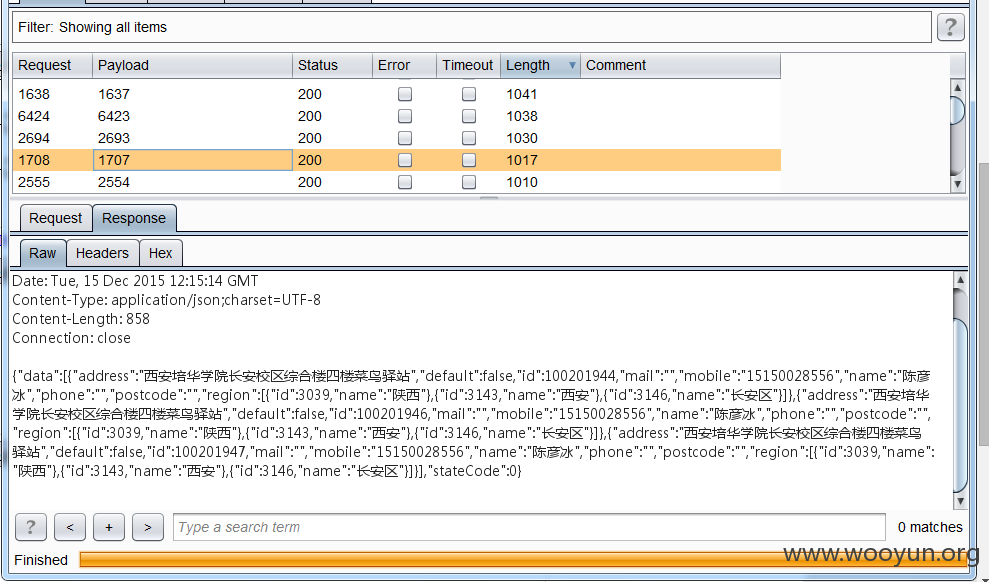 Filter: Showing all items
?
Request Payload Status Error Timeout Length Comment
1638 1637 200 1041
6424 6423 200 1038
2694 2693 200 1030
1708 1707 200 1017
2555 2554 200 1010
Request Response
Raw Headers Hex
Date: Tue, 15 Dec 2015 12:15:14 GMT
Content-Type: application/json;charset=UTF-8
Content-Length: 858
Connection: close
{"data":[{"address":"西安培华学院长安校区综合楼四楼菜鸟驿站","default":false,"id":100201944,"mail":"","mobile":"15150028556","name":"陈彦
冰","phone":"","postcode":"","region":[{"id":3039,"name":"陕西"},{"id":3143,"name":"西安"},{"id":3146,"name":"长安区"}]},{"address":"西安培华
学院长安校区综合楼四楼菜鸟驿站","default":false,"id":100201946,"mail":"","mobile":"15150028556","name":"陈彦冰","phone":"","postcode":"",
"region":[{"id":3039,"name":"陕西"},{"id":3143,"name":"西安"},{"id":3146,"name":"长安区"}]},{"address":"西安培华学院长安校区综合楼四楼菜鸟
驿站","default":false,"id":100201947,"mail":"","mobile":"15150028556","name":"陈彦冰","phone":"","postcode":"","region":[{"id":3039,"name":
"陕西"},{"id":3143,"name":"西安"},{"id":3146,"name":"长安区"}]}],"stateCode":0}
? < + > Type a search term 0 matches
Finished
www.wooyun.org